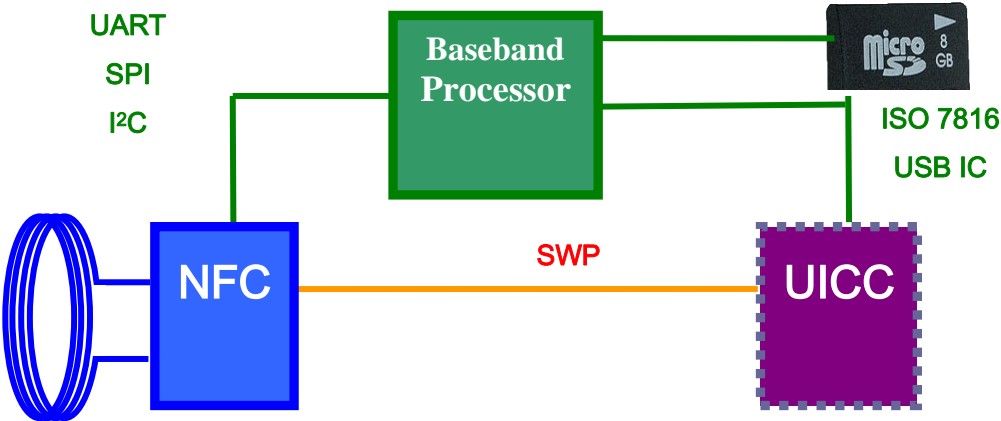 UART
SPI
I²C
Baseband
Processor
micro
SD
8
GB
ISO 7816
USB IC
SWP
NFC
UICC